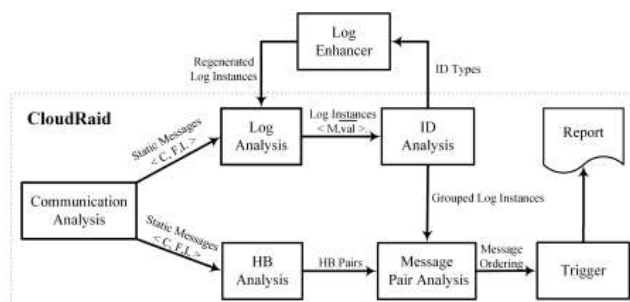 Log
Enhancer
Regenerated
Log Instances
ID Types
CloudRaid
Static Messages
< C, F, L >
Log
Analysis
Log Instances
< M, val >
ID
Analysis
Report
Communication
Analysis
Grouped Log Instances
Static Messages
< C, F, L >
HB
Analysis
HB Pairs
Message
Pair Analysis
Message
Ordering
Trigger